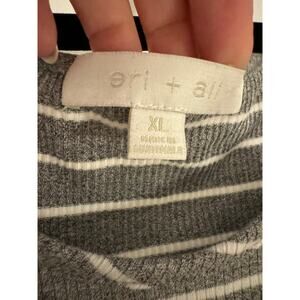 eri + ali
XL
MADE IN
GUATEMALA